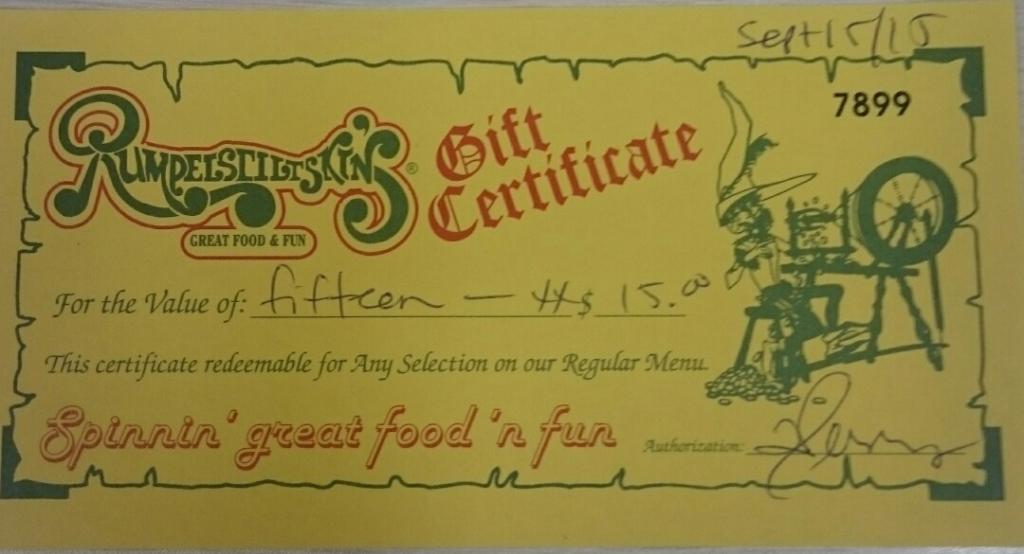 Sept 15/15
7899
RUMPELSTILTSKIN'S®
GREAT FOOD & FUN
Gift
Certificate
For the Value of: fifteen — $ 15.00
This certificate redeemable for Any Selection on our Regular Menu.
Spinnin' great food 'n fun
Authorization: